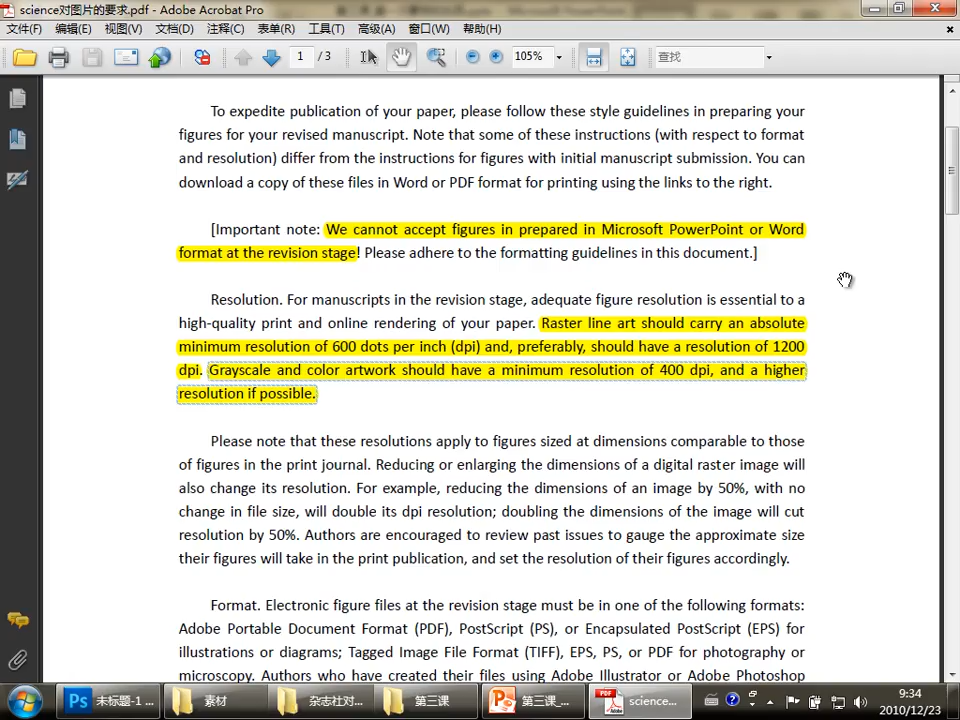 science对图片的要求.pdf - Adobe Acrobat Pro
文件(F) 编辑(E) 视图(V) 文档(D) 注释(C) 表单(R) 工具(T) 高级(A) 窗口(W) 帮助(H)
1 / 3 105% 查找
To expedite publication of your paper, please follow these style guidelines in preparing your
figures for your revised manuscript. Note that some of these instructions (with respect to format
and resolution) differ from the instructions for figures with initial manuscript submission. You can
download a copy of these files in Word or PDF format for printing using the links to the right.
[Important note: We cannot accept figures in prepared in Microsoft PowerPoint or Word
format at the revision stage! Please adhere to the formatting guidelines in this document.]
Resolution. For manuscripts in the revision stage, adequate figure resolution is essential to a
high-quality print and online rendering of your paper. Raster line art should carry an absolute
minimum resolution of 600 dots per inch (dpi) and, preferably, should have a resolution of 1200
dpi. Grayscale and color artwork should have a minimum resolution of 400 dpi, and a higher
resolution if possible.
Please note that these resolutions apply to figures sized at dimensions comparable to those
of figures in the print journal. Reducing or enlarging the dimensions of a digital raster image will
also change its resolution. For example, reducing the dimensions of an image by 50%, with no
change in file size, will double its dpi resolution; doubling the dimensions of the image will cut
resolution by 50%. Authors are encouraged to review past issues to gauge the approximate size
their figures will take in the print publication, and set the resolution of their figures accordingly.
Format. Electronic figure files at the revision stage must be in one of the following formats:
Adobe Portable Document Format (PDF), PostScript (PS), or Encapsulated PostScript (EPS) for
illustrations or diagrams; Tagged Image File Format (TIFF), EPS, PS, or PDF for photography or
microscopy. Authors who have created their files using Adobe Illustrator or Adobe Photoshop
Ps 未标题-1 ... 素材 杂志社对... 第三课 第三课_... science...
9:34
2010/12/23